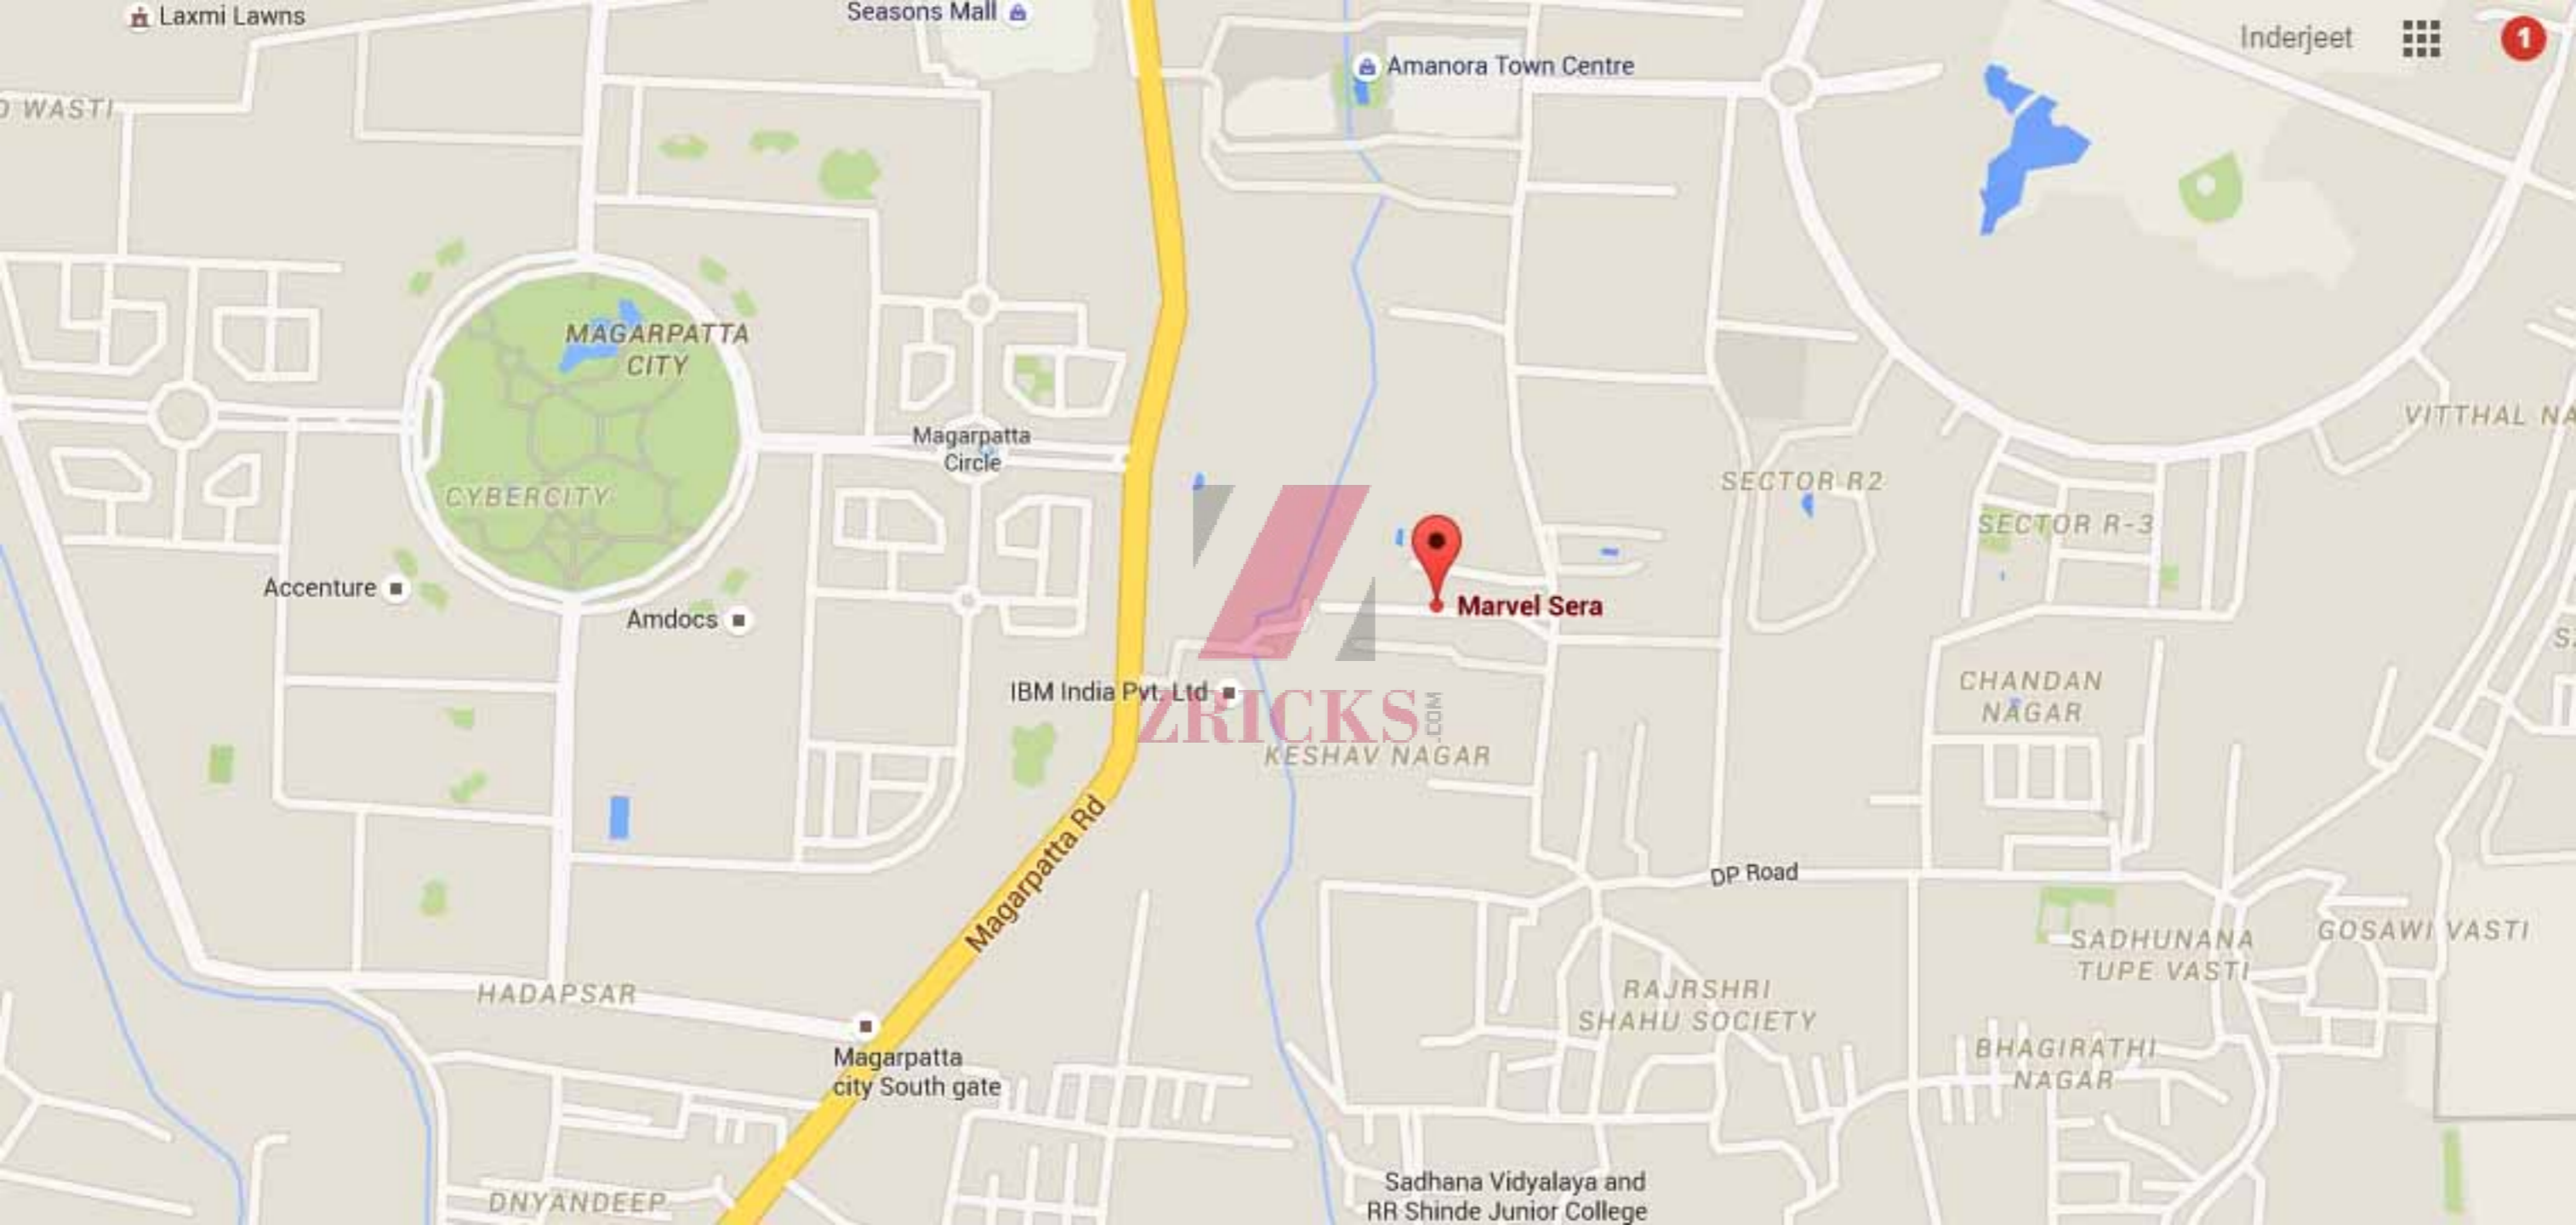 Laxmi Lawns
Seasons Mall
Inderjeet
1
Amanora Town Centre
WASTI
MAGARPATTA
CITY
VITTHAL NA
Magarpatta
Circle
SECTOR R2
CYBERCITY
SECTOR R-3
Accenture
Marvel Sera
Amdocs
CHANDAN
NAGAR
IBM India Pvt. Ltd
ZRICKS
.COM
KESHAV NAGAR
Magarpatta Rd
DP Road
GOSAWI VASTI
SADHUNANA
TUPE VASTI
HADAPSAR
RAJRSHRI
SHAHU SOCIETY
Magarpatta
city South gate
BHAGIRATHI
NAGAR
Sadhana Vidyalaya and
RR Shinde Junior College
DNYANDEEP